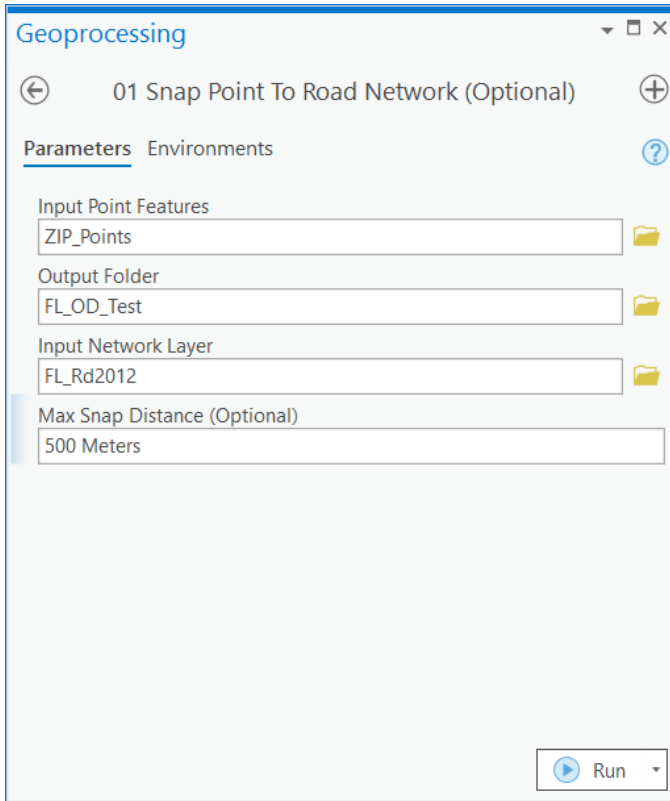 Geoprocessing
01 Snap Point To Road Network (Optional)
Parameters Environments
Input Point Features
ZIP_Points
Output Folder
FL_OD_Test
Input Network Layer
FL_Rd2012
Max Snap Distance (Optional)
500 Meters
Run